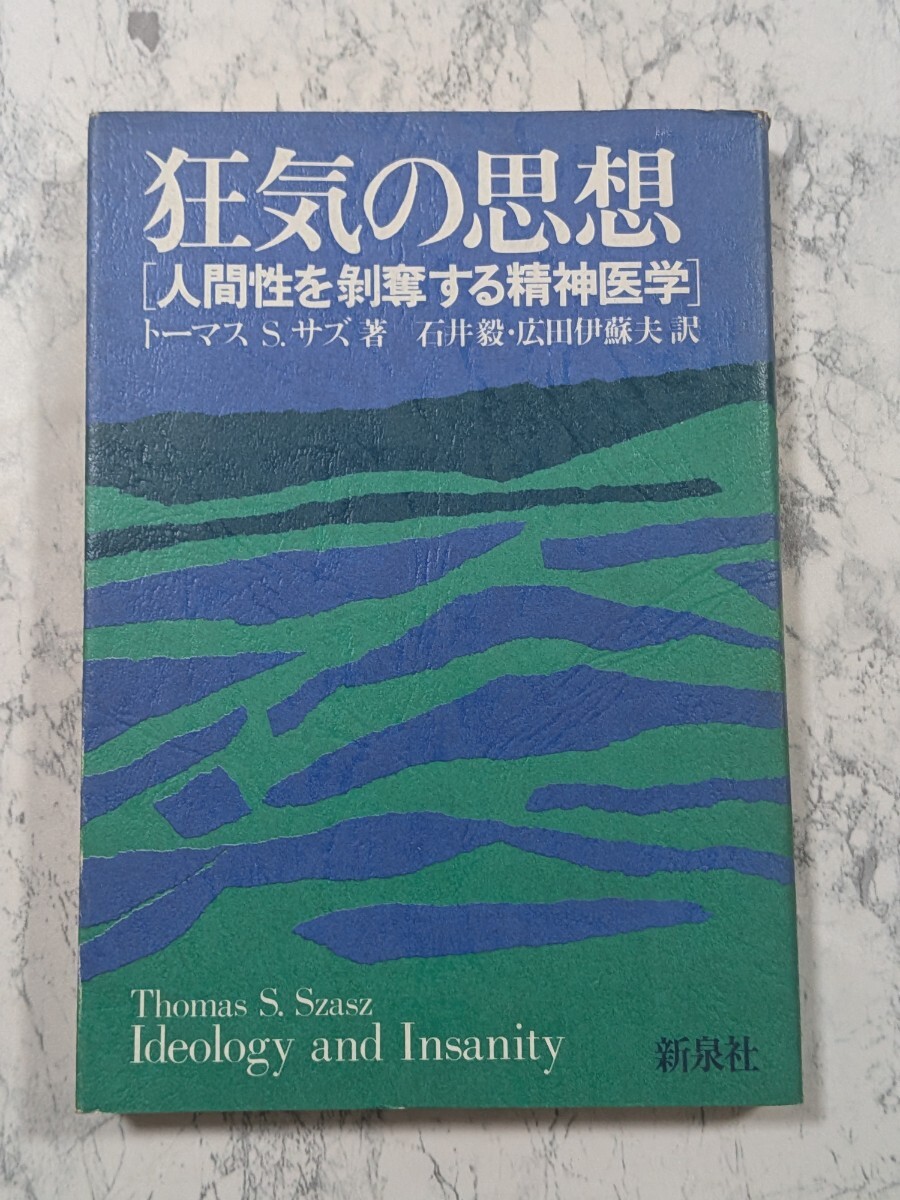 狂気の思想
[人間性を剝奪する精神医学]
トーマス S. サズ 著 石井毅・広田伊蘇夫 訳
Thomas S. Szasz
Ideology and Insanity
新泉社